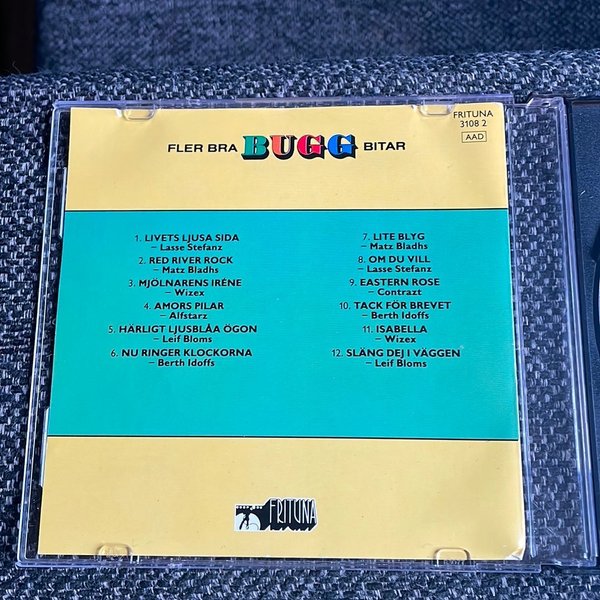 FRITUNA
3108 2
AAD
FLER BRA BUGG BITAR
1. LIVETS LJUSA SIDA
– Lasse Stefanz
2. RED RIVER ROCK
– Matz Bladhs
3. MJÖLNARENS IRÉNE
– Wizex
4. AMORS PILAR
– Alfstarz
5. HÄRLIGT LJUSBLÅA ÖGON
– Leif Bloms
6. NU RINGER KLOCKORNA
– Berth Idoffs
7. LITE BLYG
– Matz Bladhs
8. OM DU VILL
– Lasse Stefanz
9. EASTERN ROSE
– Contrazt
10. TACK FÖR BREVET
– Berth Idoffs
11. ISABELLA
– Wizex
12. SLÄNG DEJ I VÄGGEN
– Leif Bloms
FRITUNA